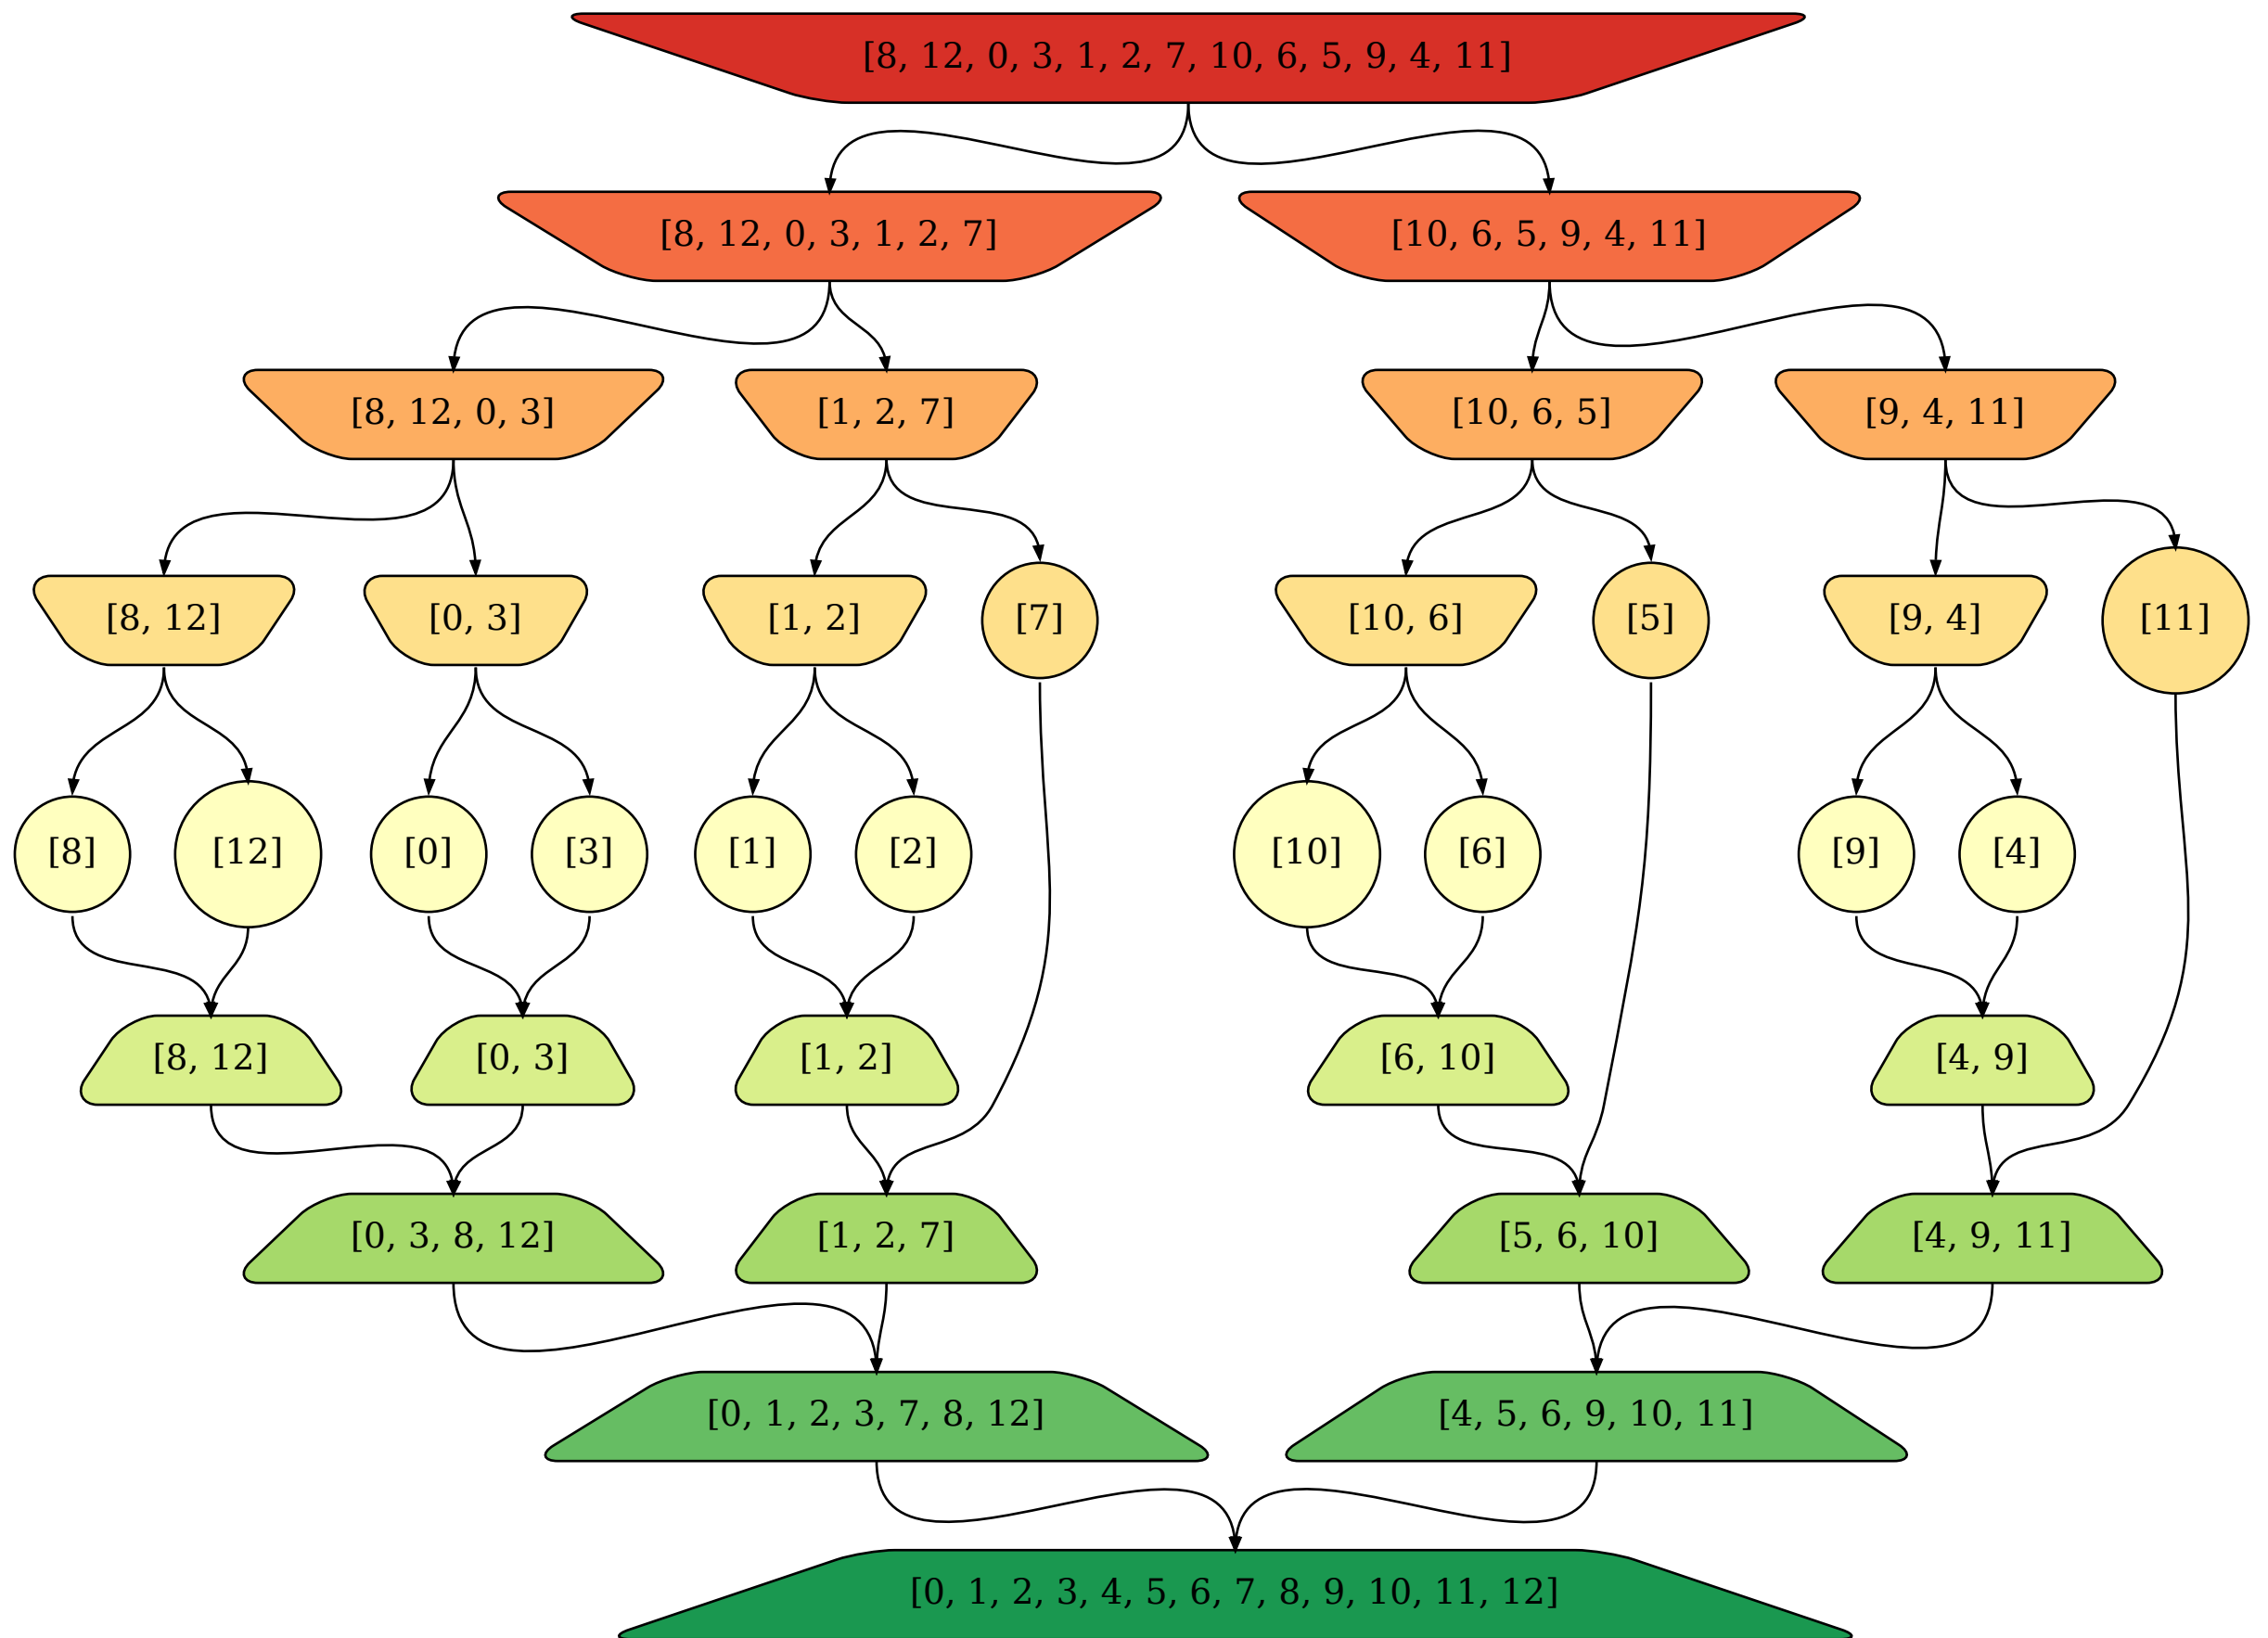 [8, 12, 0, 3, 1, 2, 7, 10, 6, 5, 9, 4, 11]
[8, 12, 0, 3, 1, 2, 7]
[10, 6, 5, 9, 4, 11]
[8, 12, 0, 3]
[1, 2, 7]
[10, 6, 5]
[9, 4, 11]
[8, 12]
[0, 3]
[1, 2]
[7]
[10, 6]
[5]
[9, 4]
[11]
[8]
[12]
[0]
[3]
[1]
[2]
[10]
[6]
[9]
[4]
[8, 12]
[0, 3]
[1, 2]
[6, 10]
[4, 9]
[0, 3, 8, 12]
[1, 2, 7]
[5, 6, 10]
[4, 9, 11]
[0, 1, 2, 3, 7, 8, 12]
[4, 5, 6, 9, 10, 11]
[0, 1, 2, 3, 4, 5, 6, 7, 8, 9, 10, 11, 12]